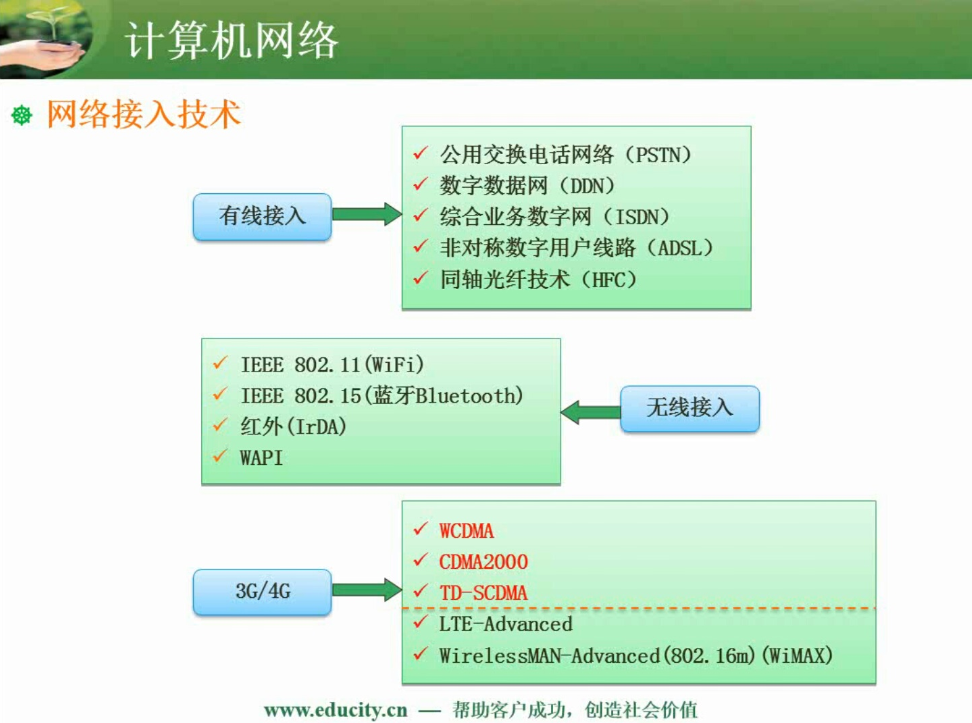 计算机网络
网络接入技术
有线接入
公用交换电话网络（PSTN）
数字数据网（DDN）
综合业务数字网（ISDN）
非对称数字用户线路（ADSL）
同轴光纤技术（HFC）
IEEE 802.11(WiFi)
IEEE 802.15(蓝牙Bluetooth)
红外(IrDA)
WAPI
无线接入
3G/4G
WCDMA
CDMA2000
TD-SCDMA
LTE-Advanced
WirelessMAN-Advanced(802.16m)(WiMAX)
www.educity.cn — 帮助客户成功，创造社会价值